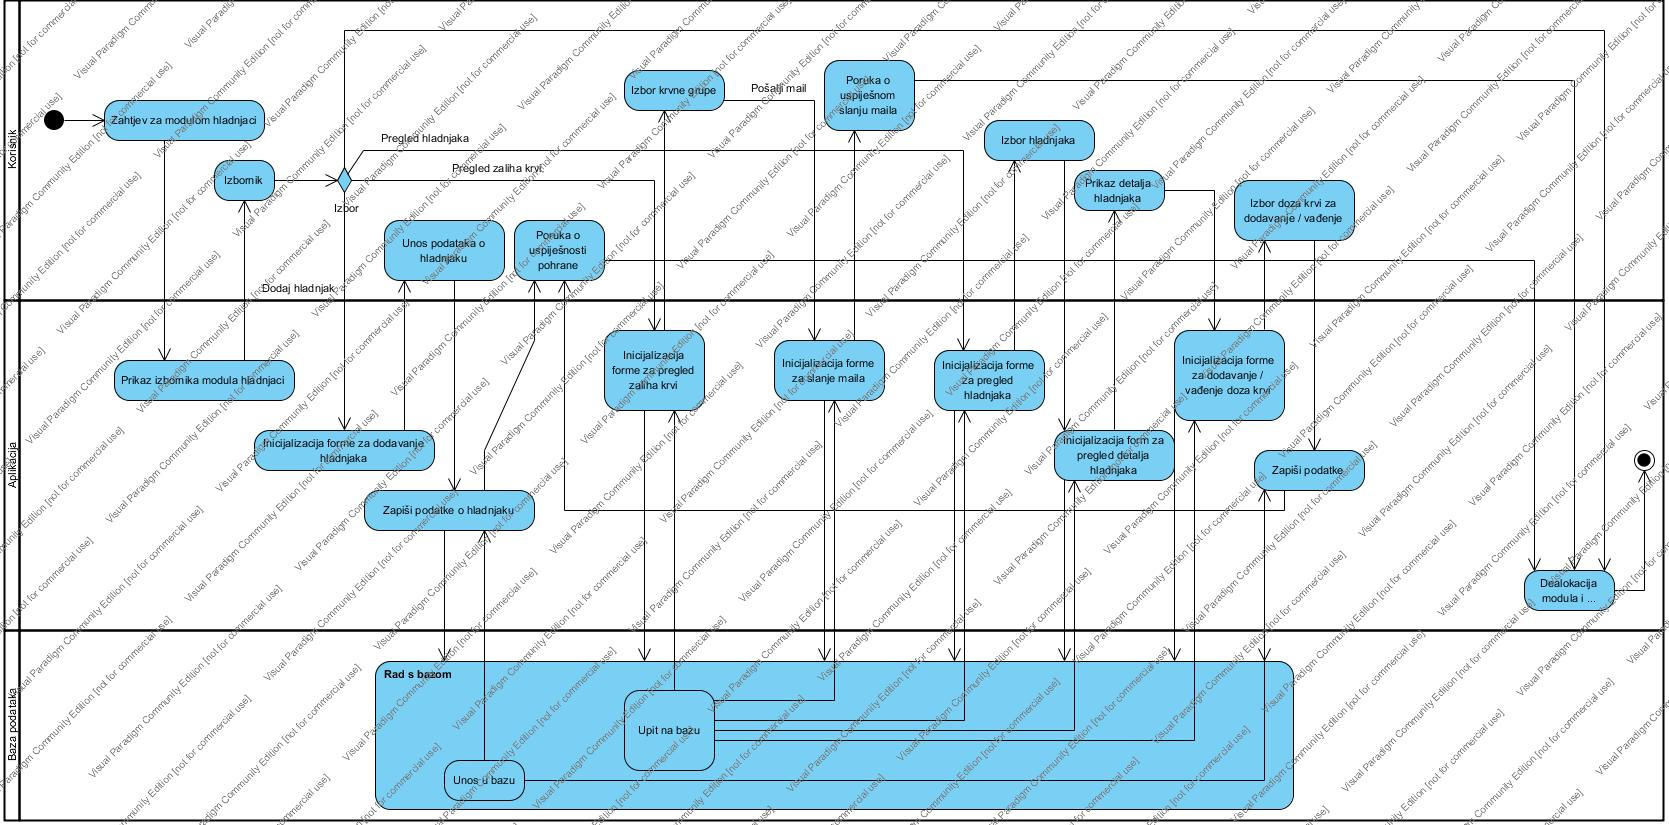 Korisnik
Zahtjev za modulom hladnjaci
Izbornik
Izbor
Pregled hladnjaka
Pregled zaliha krvi
Dodaj hladnjak
Unos podataka o
hladnjaku
Poruka o
uspiješnosti
pohrane
Izbor krvne grupe
Pošalji mail
Poruka o
uspiješnom
slanju maila
Izbor hladnjaka
Prikaz detalja
hladnjaka
Izbor doza krvi za
dodavanje / vađenje
Aplikacija
Prikaz izbornika modula hladnjaci
Inicijalizacija forme za dodavanje
hladnjaka
Zapiši podatke o hladnjaku
Inicijalizacija
forme za pregled
zaliha krvi
Inicijalizacija forme
za slanje maila
Inicijalizacija forme
za pregled
hladnjaka
Inicijalizacija form za
pregled detalja
hladnjaka
Inicijalizacija forme
za dodavanje /
vađenje doza krvi
Zapiši podatke
Dealokacija
modula i ...
Baza podataka
Rad s bazom
Upit na bazu
Unos u bazu
Visual Paradigm Community Edition [not for commercial use]